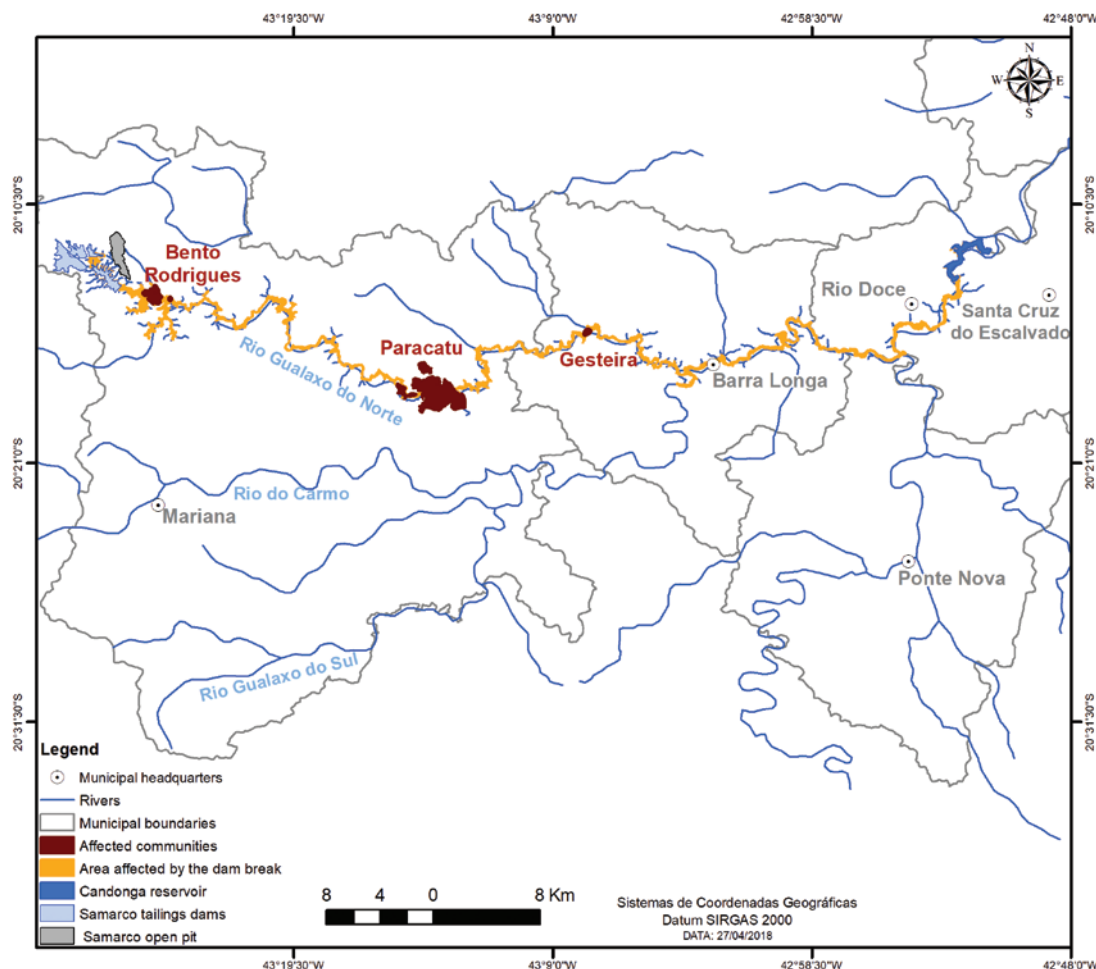 43°19'30"W 43°9'0"W 42°58'30"W 42°48'0"W
N
W E
S
20°10'30"S 20°10'30"S
Bento
Rodrigues
Rio Doce
Santa Cruz
do Escalvado
Rio Gualaxo do Norte
Paracatu
Gesteira
Barra Longa
20°21'0"S 20°21'0"S
Rio do Carmo
Mariana
Ponte Nova
Rio Gualaxo do Sul
20°31'30"S 20°31'30"S
Legend
Municipal headquarters
Rivers
Municipal boundaries
Affected communities
Area affected by the dam break
Candonga reservoir
Samarco tailings dams
Samarco open pit
8 4 0 8 Km
Sistemas de Coordenadas Geográficas
Datum SIRGAS 2000
DATA: 27/04/2018
43°19'30"W 43°9'0"W 42°58'30"W 42°48'0"W